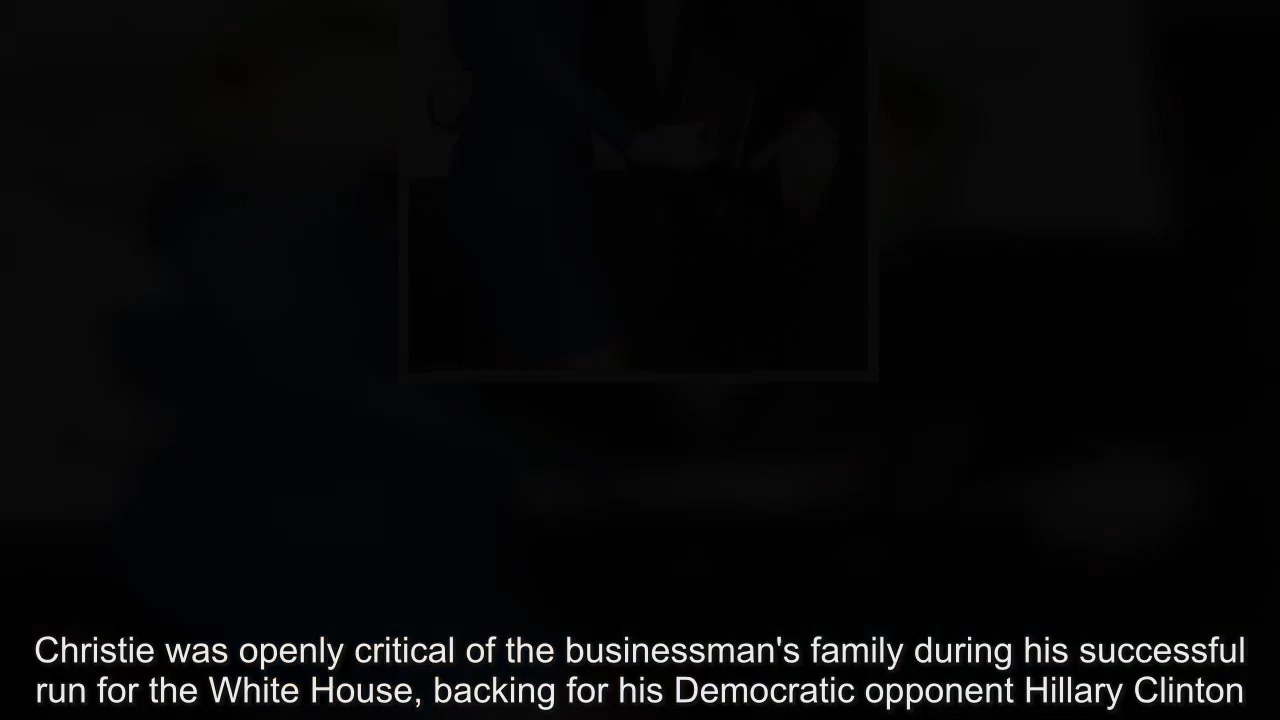 Christie was openly critical of the businessman's family during his successful
run for the White House, backing for his Democratic opponent Hillary Clinton